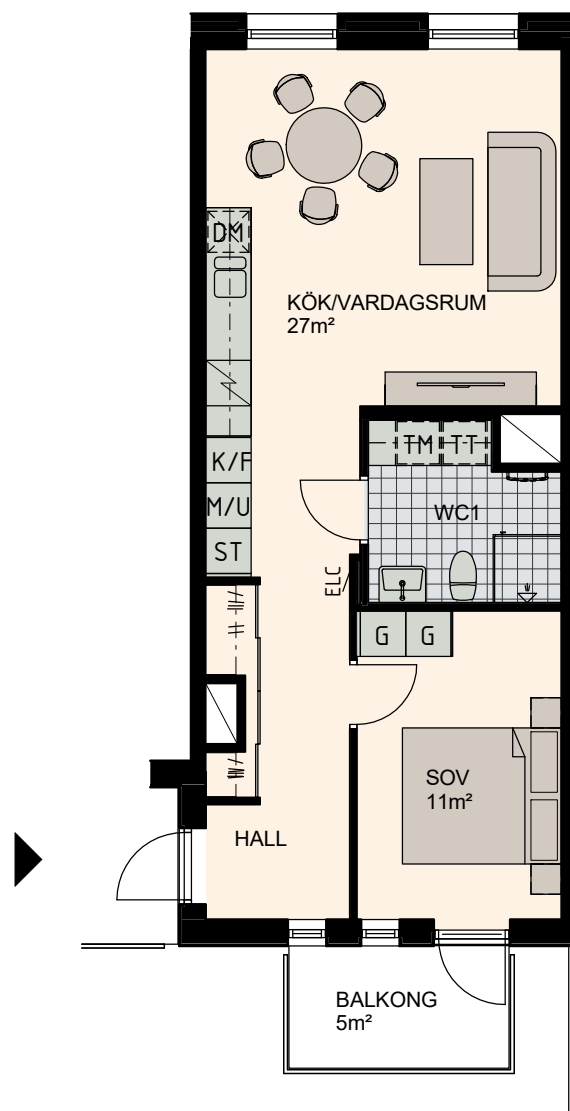 DM
KÖK/VARDAGSRUM
27m²
K/F
M/U
ST
TM
TT
WC1
ELC
G
G
SOV
11m²
HALL
BALKONG
5m²